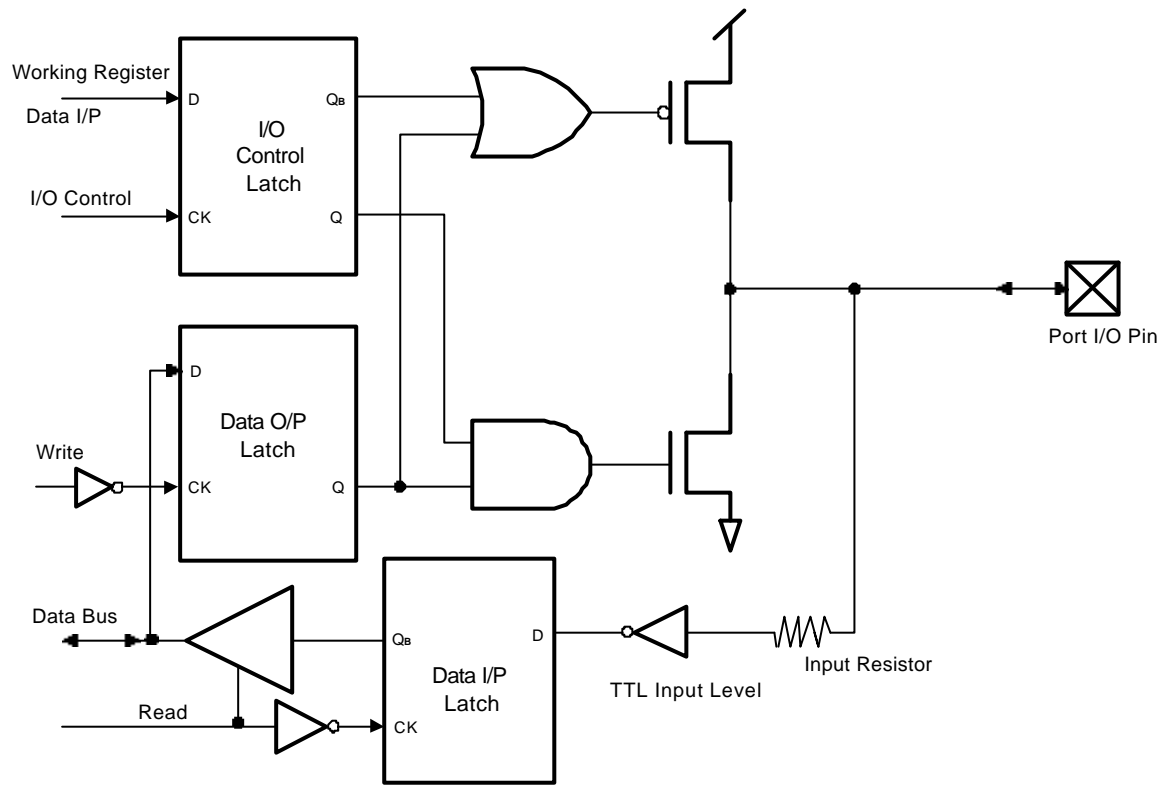 Working Register
Data I/P
I/O Control
D
CK
QB
Q
I/O
Control
Latch
Port I/O Pin
D
CK
Q
Data O/P
Latch
Write
Data Bus
Read
QB
CK
D
Data I/P
Latch
TTL Input Level
Input Resistor